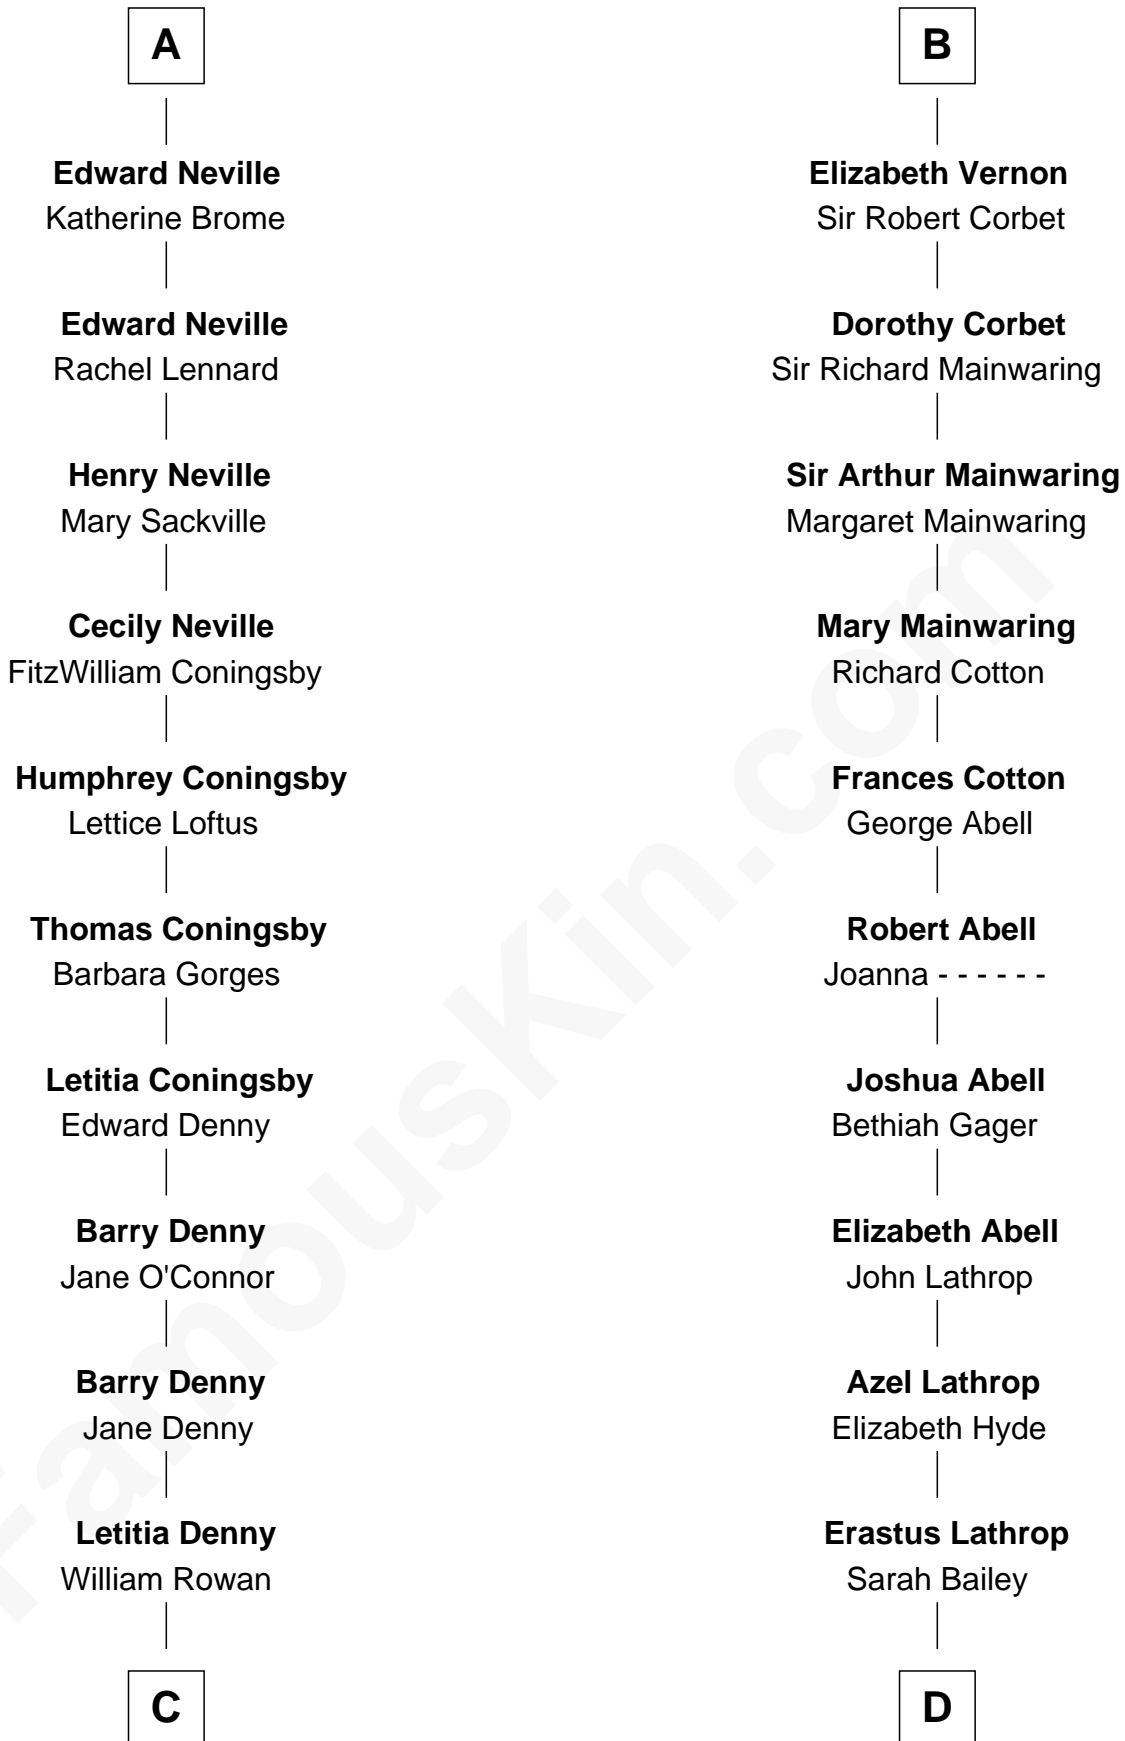 A
Edward Neville
Katherine Brome
Edward Neville
Rachel Lennard
Henry Neville
Mary Sackville
Cecily Neville
FitzWilliam Coningsby
Humphrey Coningsby
Lettice Loftus
Thomas Coningsby
Barbara Gorges
Letitia Coningsby
Edward Denny
Barry Denny
Jane O'Connor
Barry Denny
Jane Denny
Letitia Denny
William Rowan
C
B
Elizabeth Vernon
Sir Robert Corbet
Dorothy Corbet
Sir Richard Mainwaring
Sir Arthur Mainwaring
Margaret Mainwaring
Mary Mainwaring
Richard Cotton
Frances Cotton
George Abell
Robert Abell
Joanna - - - - - -
Joshua Abell
Bethiah Gager
Elizabeth Abell
John Lathrop
Azel Lathrop
Elizabeth Hyde
Erastus Lathrop
Sarah Bailey
D
FamousKin.com